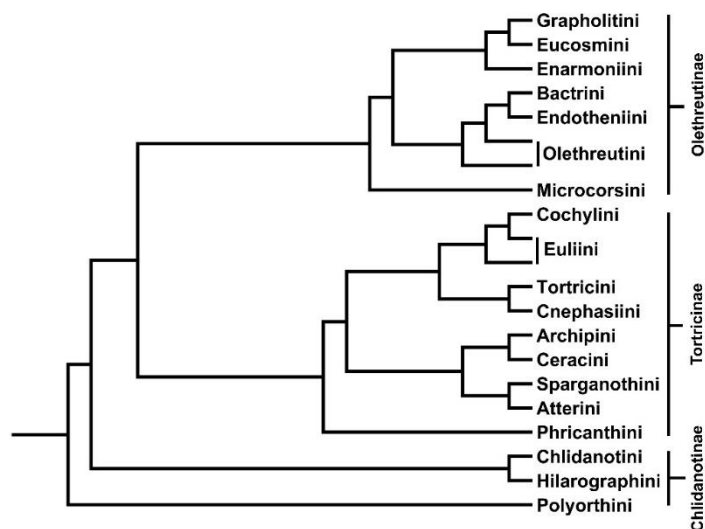 Grapholitini
Eucosmini
Enarmoniini
Bactrini
Endotheniini
Olethreutini
Microcorsini
Olethreutinae
Cochylini
Euliini
Tortricini
Cnephasiini
Archipini
Ceracini
Sparganothini
Atterini
Phricanthini
Tortricinae
Chlidanotini
Hilarographini
Polyorthini
Chlidanotinae